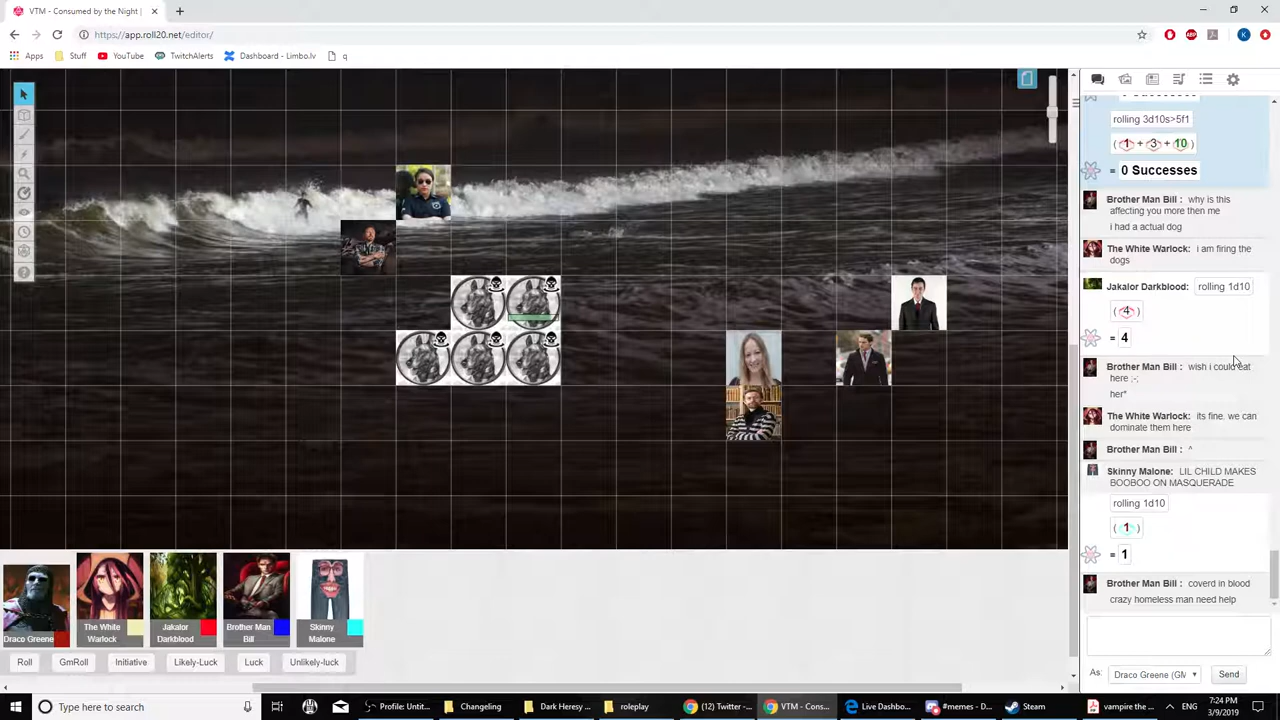 VTM - Consumed by the Night |
https://app.roll20.net/editor/
Apps Stuff YouTube TwitchAlerts Dashboard - Limbo.lv q
rolling 3d10s>5f1
( 1 + 3 + 10 )
= 0 Successes
Brother Man Bill : why is this
affecting you more then me
i had a actual dog
The White Warlock: i am firing the
dogs
Jakalor Darkblood: rolling 1d10
( 4 )
= 4
Brother Man Bill : wish i could eat
here ;-;
her*
The White Warlock: its fine. we can
dominate them here
Brother Man Bill : ^
Skinny Malone: LIL CHILD MAKES
BOOBOO ON MASQUERADE
rolling 1d10
( 1 )
= 1
Brother Man Bill : coverd in blood
crazy homeless man need help
Draco Greene
The White
Warlock
Jakalor
Darkblood
Brother Man
Bill
Skinny
Malone
Roll GmRoll Initiative Likely-Luck Luck Unlikely-luck
As: Draco Greene (GM Send
Type here to search
Changeling
Dark Heresy ...
roleplay
(12) Twitter - ...
VTM - Cons...
Live Dashbo...
#memes - D...
Steam
vampire the ...
Profile: Untit...
7:24 PM
3/9/2019